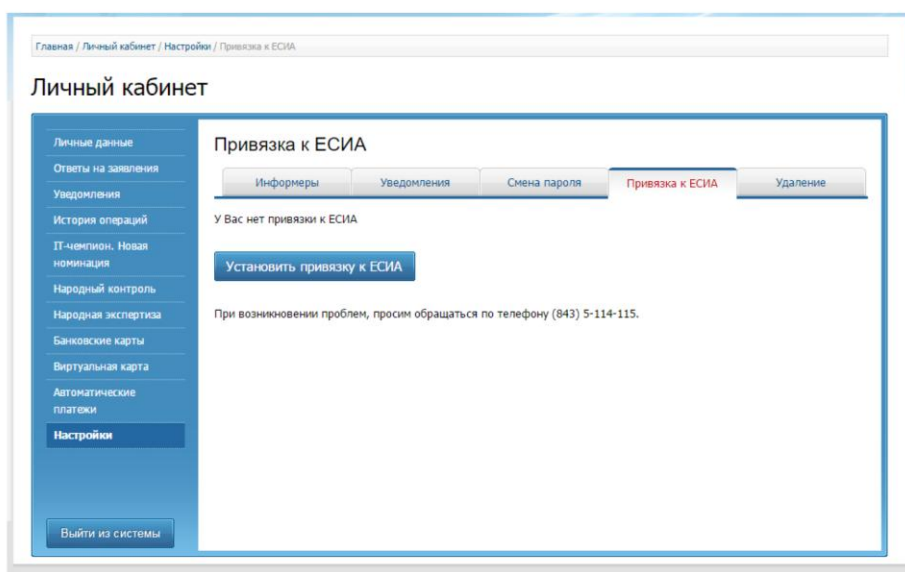 Главная / Личный кабинет / Настройки / Привязка к ЕСИА
Личный кабинет
Личные данные
Ответы на заявления
Уведомления
История операций
IT-чемпион. Новая
номинация
Народный контроль
Народная экспертиза
Банковские карты
Виртуальная карта
Автоматические
платежи
Настройки
Выйти из системы
Привязка к ЕСИА
Информеры
Уведомления
Смена пароля
Привязка к ЕСИА
Удаление
У Вас нет привязки к ЕСИА
Установить привязку к ЕСИА
При возникновении проблем, просим обращаться по телефону (843) 5-114-115.